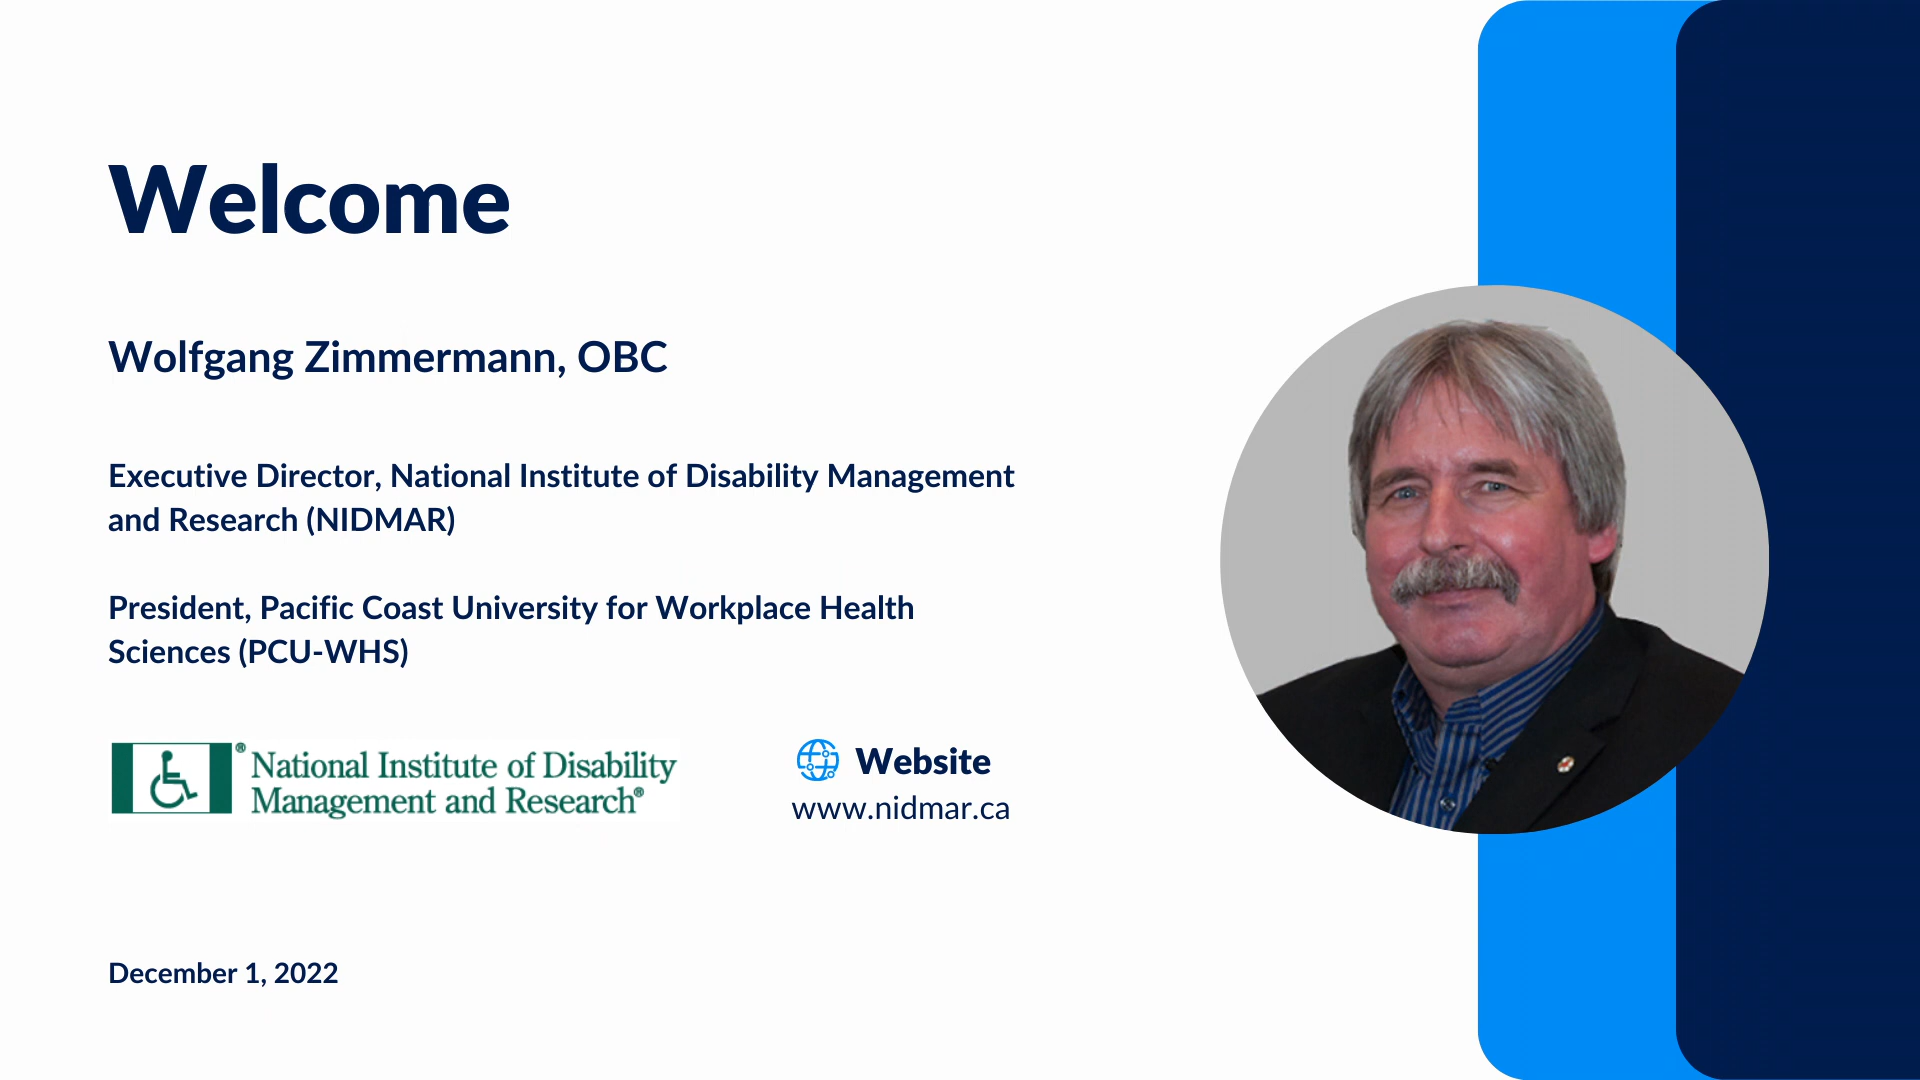 Welcome
Wolfgang Zimmermann, OBC
Executive Director, National Institute of Disability Management
and Research (NIDMAR)
President, Pacific Coast University for Workplace Health
Sciences (PCU-WHS)
® National Institute of Disability
Management and Research®
Website
www.nidmar.ca
December 1, 2022